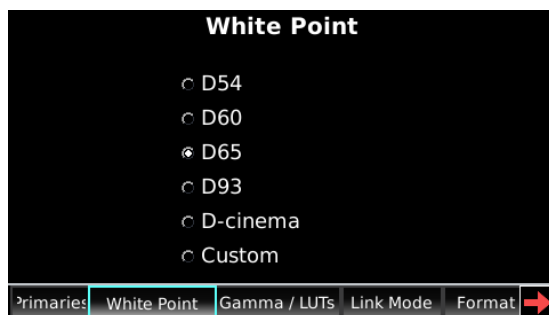 White Point
D54
D60
D65
D93
D-cinema
Custom
Primaries White Point Gamma / LUTs Link Mode Format